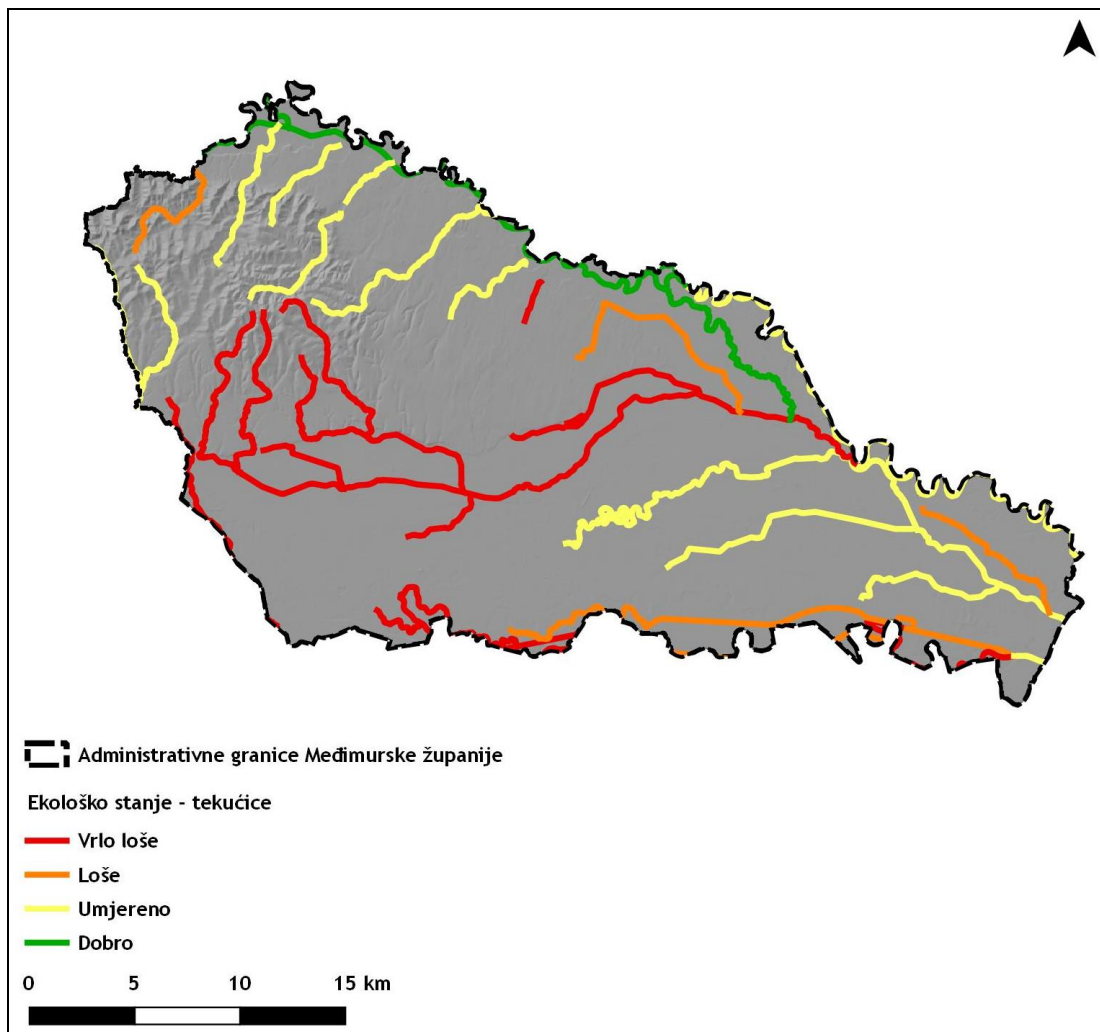 Administrativne granice Međimurske županije
Ekološko stanje - tekućice
Vrlo loše
Loše
Umjereno
Dobro
0 5 10 15 km